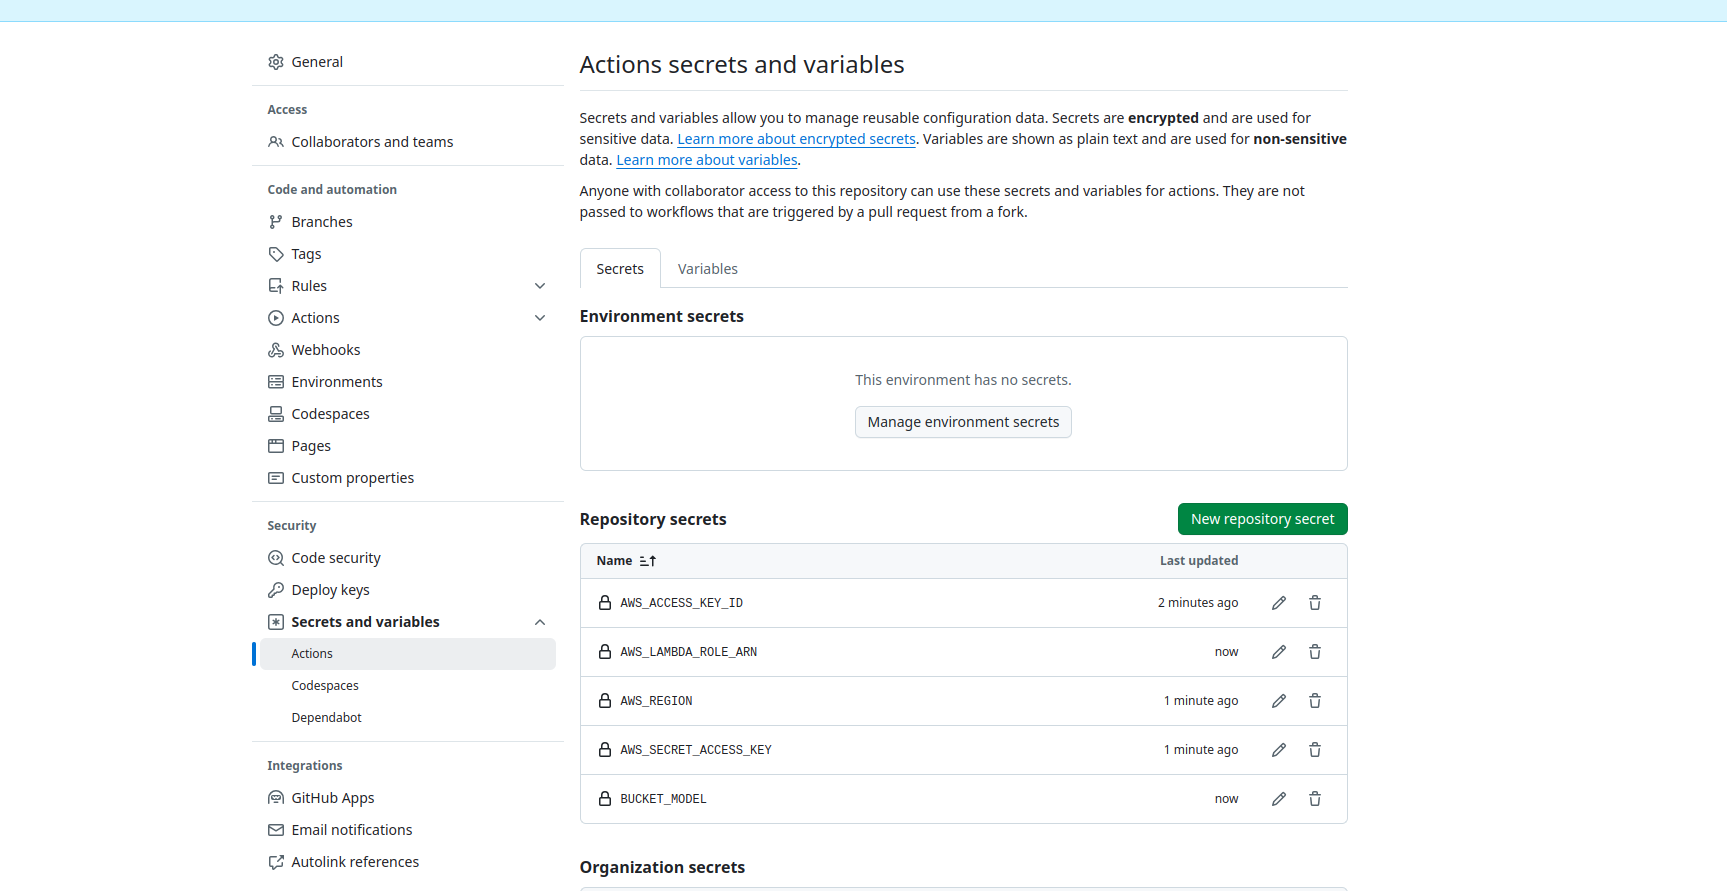 General
Access
Collaborators and teams
Code and automation
Branches
Tags
Rules
Actions
Webhooks
Environments
Codespaces
Pages
Custom properties
Security
Code security
Deploy keys
Secrets and variables
Actions
Codespaces
Dependabot
Integrations
GitHub Apps
Email notifications
Autolink references
Actions secrets and variables
Secrets and variables allow you to manage reusable configuration data. Secrets are encrypted and are used for
sensitive data. Learn more about encrypted secrets. Variables are shown as plain text and are used for non-sensitive
data. Learn more about variables.
Anyone with collaborator access to this repository can use these secrets and variables for actions. They are not
passed to workflows that are triggered by a pull request from a fork.
Secrets Variables
Environment secrets
This environment has no secrets.
Manage environment secrets
Repository secrets New repository secret
Name Last updated
AWS_ACCESS_KEY_ID 2 minutes ago
AWS_LAMBDA_ROLE_ARN now
AWS_REGION 1 minute ago
AWS_SECRET_ACCESS_KEY 1 minute ago
BUCKET_MODEL now
Organization secrets